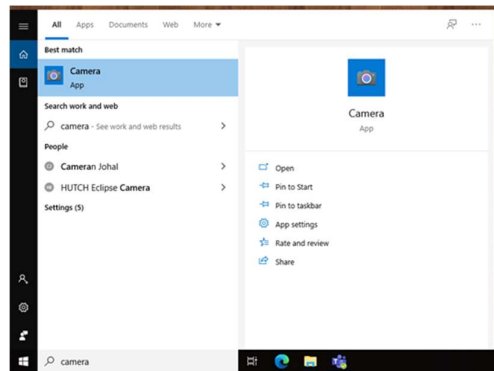 All Apps Documents Web More
Best match
Camera
App
Search work and web
camera - See work and web results
People
Cameran Johal
HUTCH Eclipse Camera
Settings (5)
Camera
App
Open
Pin to Start
Pin to taskbar
App settings
Rate and review
Share
camera